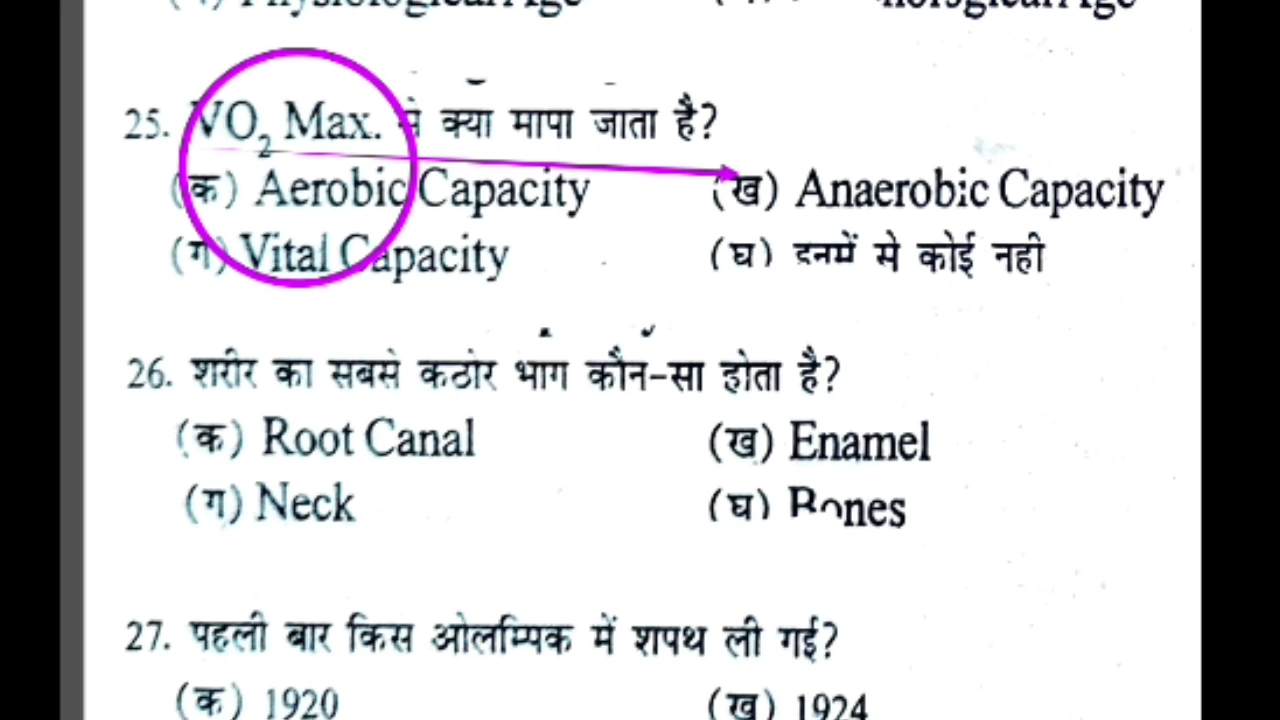 25. VO₂ Max. से क्या मापा जाता है?
(क) Aerobic Capacity (ख) Anaerobic Capacity
(ग) Vital Capacity (घ) इनमें से कोई नही
26. शरीर का सबसे कठोर भाग कौन-सा होता है?
(क) Root Canal (ख) Enamel
(ग) Neck (घ) Bones
27. पहली बार किस ओलम्पिक में शपथ ली गई?
(क) 1920 (ख) 1924